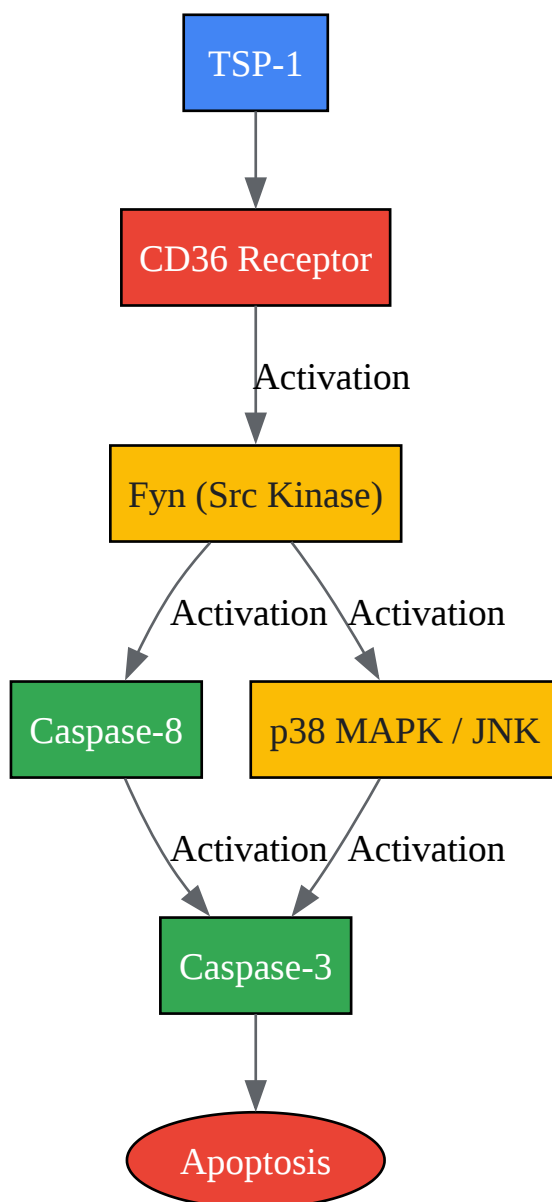 TSP-1
CD36 Receptor
Activation
Fyn (Src Kinase)
Activation
Activation
Caspase-8
p38 MAPK / JNK
Activation
Activation
Caspase-3
Apoptosis